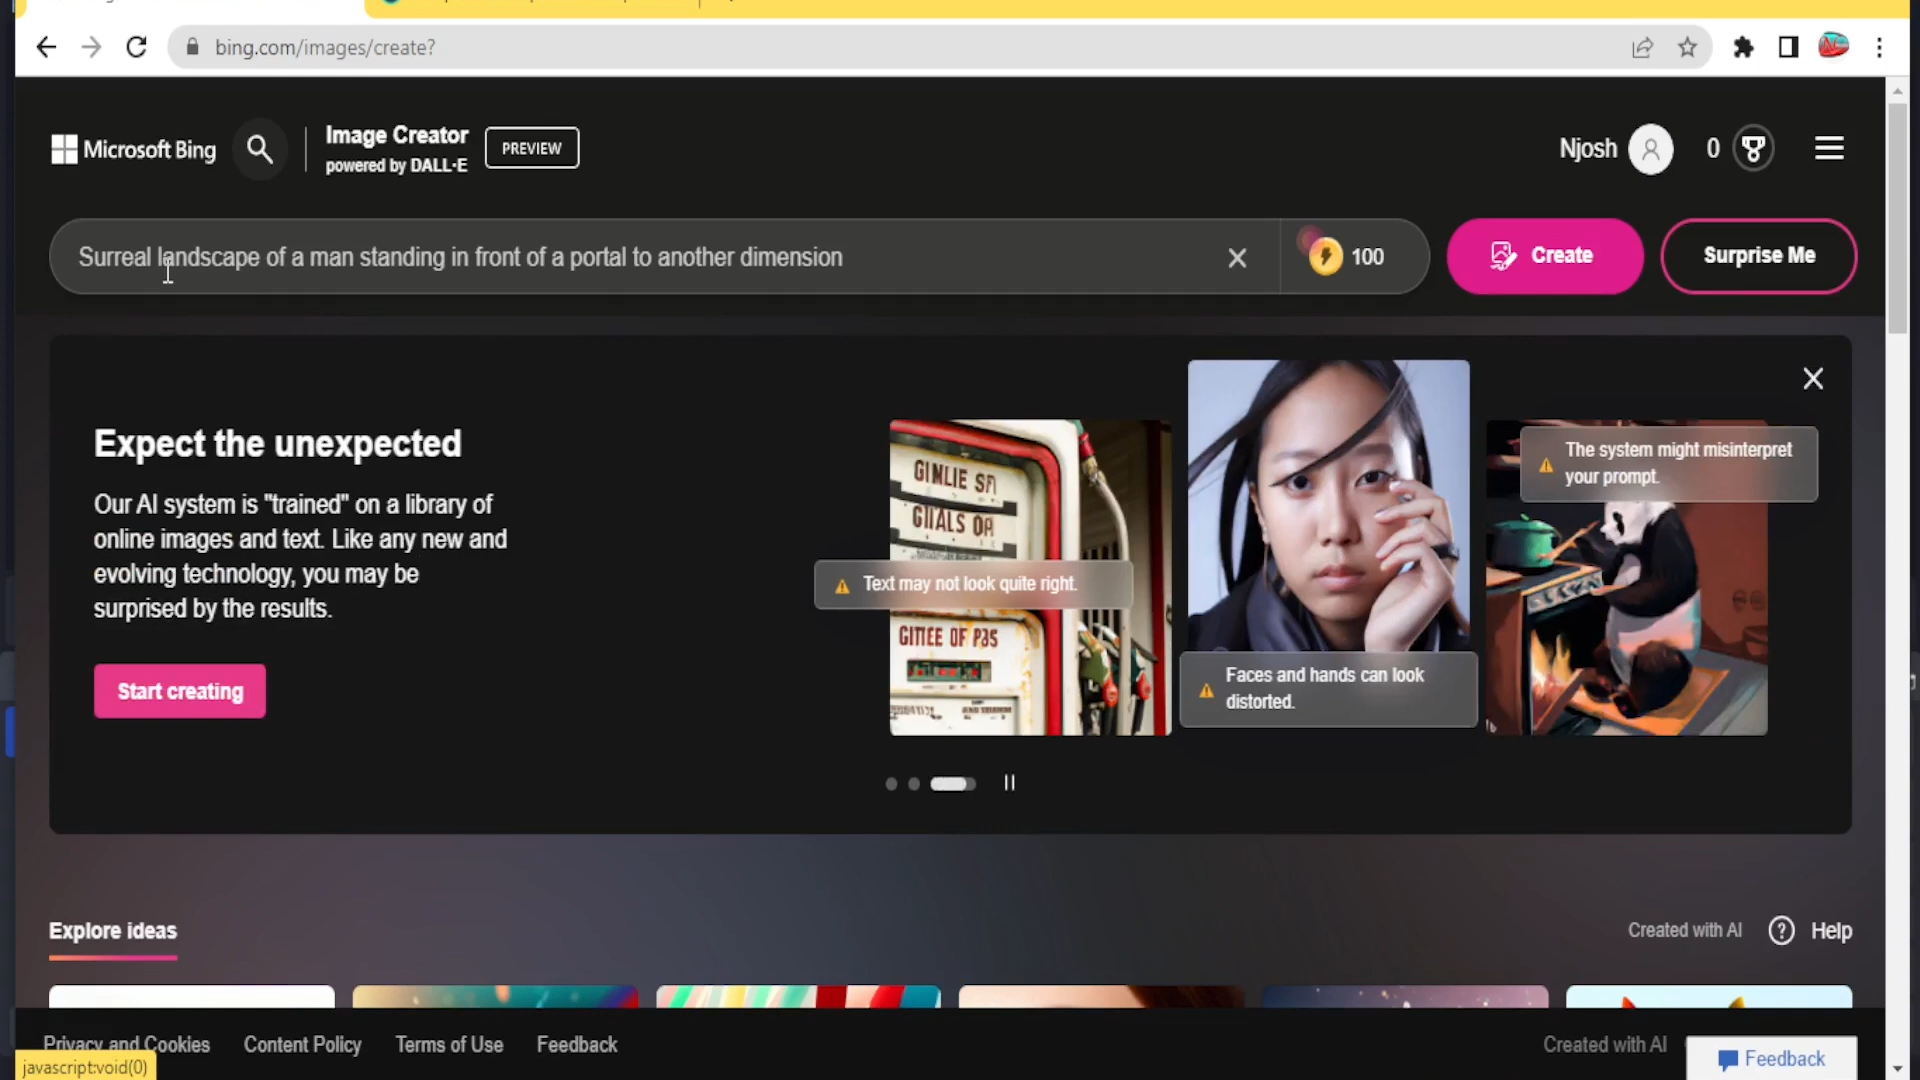 bing.com/images/create?
Microsoft Bing
Image Creator
powered by DALL·E
PREVIEW
Njosh
0
Surreal landscape of a man standing in front of a portal to another dimension
100
Create
Surprise Me
Expect the unexpected
Our AI system is "trained" on a library of
online images and text. Like any new and
evolving technology, you may be
surprised by the results.
Start creating
GIMLIE
GITEE OF PBS
Text may not look quite right.
Faces and hands can look
distorted.
The system might misinterpret
your prompt.
Explore ideas
Created with AI
Help
Privacy and Cookies
Content Policy
Terms of Use
Feedback
Created with AI
Feedback
javascript:void(0)